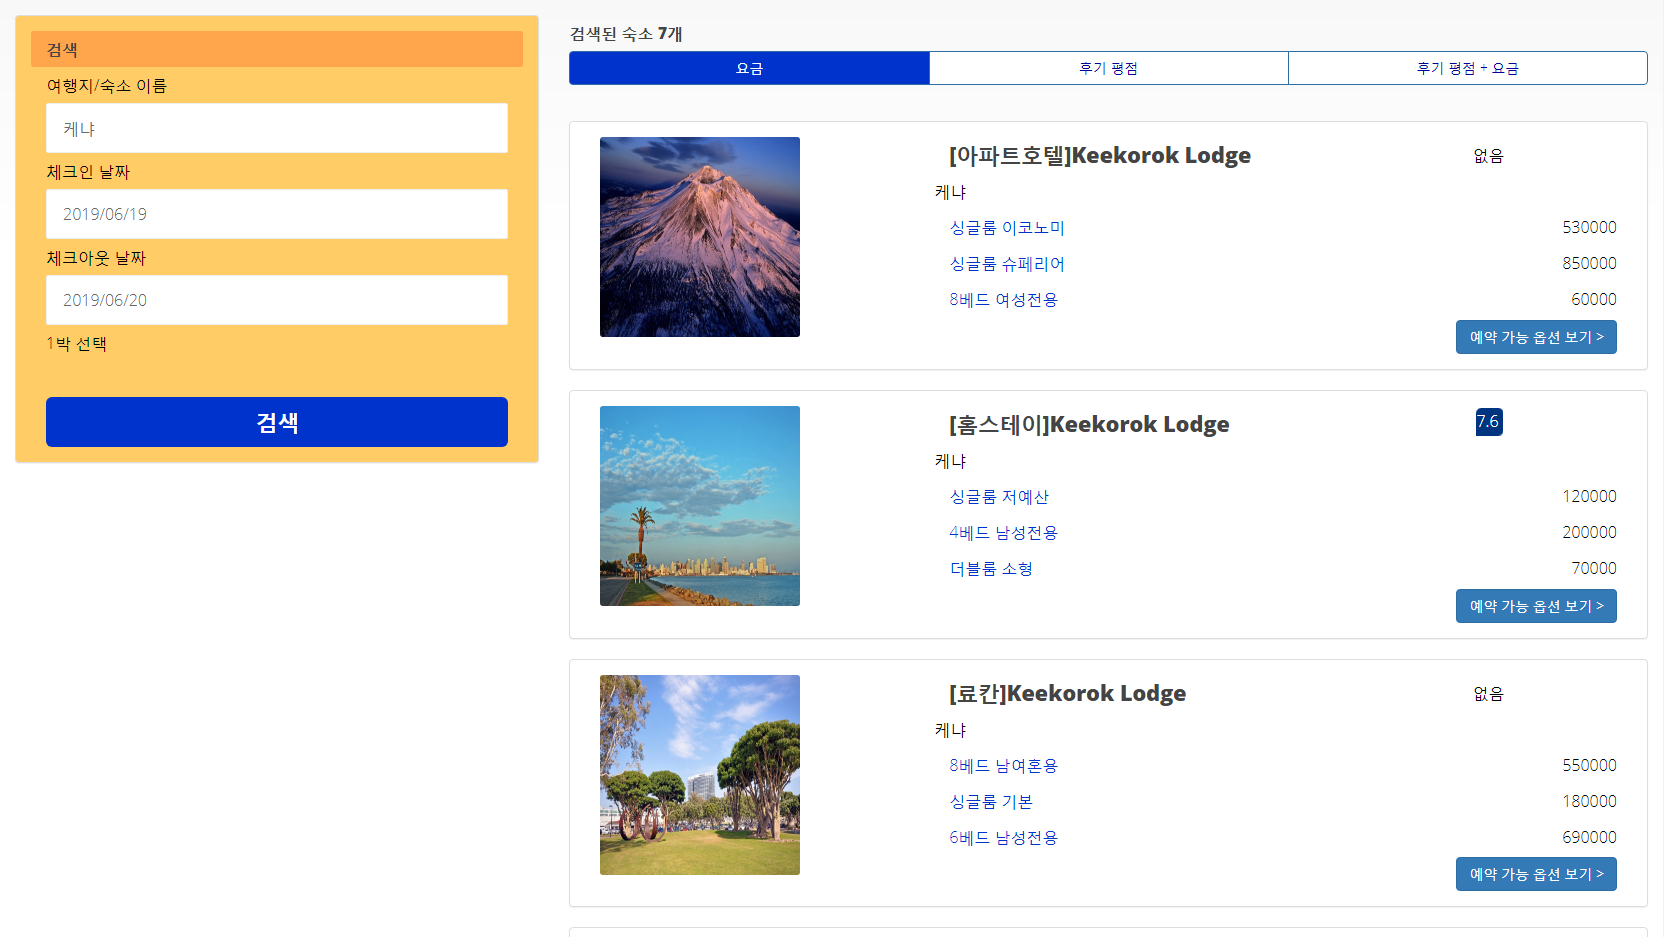 검색
여행지/숙소 이름
케냐
체크인 날짜
2019/06/19
체크아웃 날짜
2019/06/20
1박 선택
검색
검색된 숙소 7개
요금 후기 평점 후기 평점 + 요금
[아파트호텔]Keekorok Lodge 없음
케냐
싱글룸 이코노미 530000
싱글룸 슈페리어 850000
8베드 여성전용 60000
예약 가능 옵션 보기 >
[홈스테이]Keekorok Lodge 7.6
케냐
싱글룸 저예산 120000
4베드 남성전용 200000
더블룸 소형 70000
예약 가능 옵션 보기 >
[료칸]Keekorok Lodge 없음
케냐
8베드 남여혼용 550000
싱글룸 기본 180000
6베드 남성전용 690000
예약 가능 옵션 보기 >